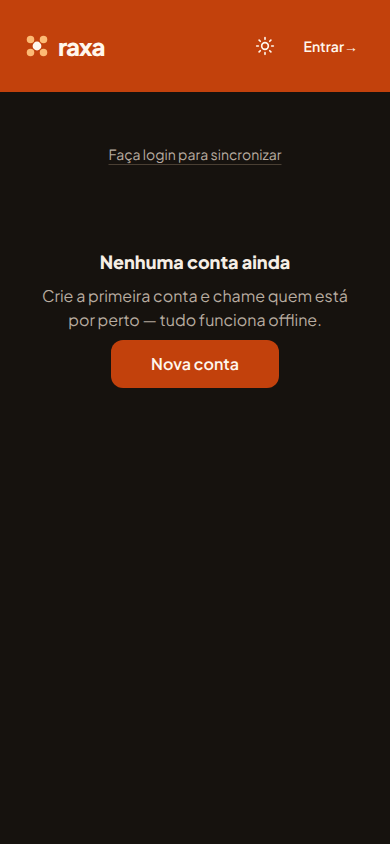 raxa
Entrar→
Faça login para sincronizar
Nenhuma conta ainda
Crie a primeira conta e chame quem está
por perto — tudo funciona offline.
Nova conta